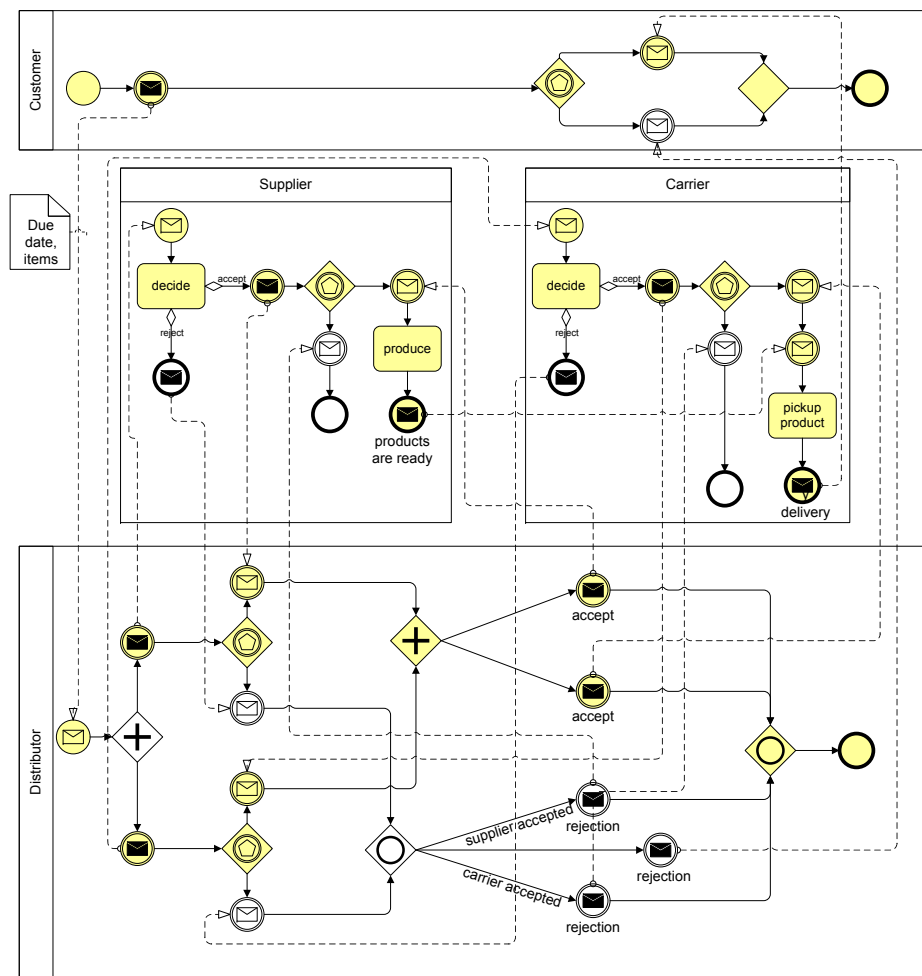 Customer
Due
date,
items
Supplier
Carrier
decide
accept
reject
produce
products
are ready
decide
accept
reject
pickup
product
delivery
Distributor
accept
accept
supplier accepted
rejection
rejection
carrier accepted
rejection